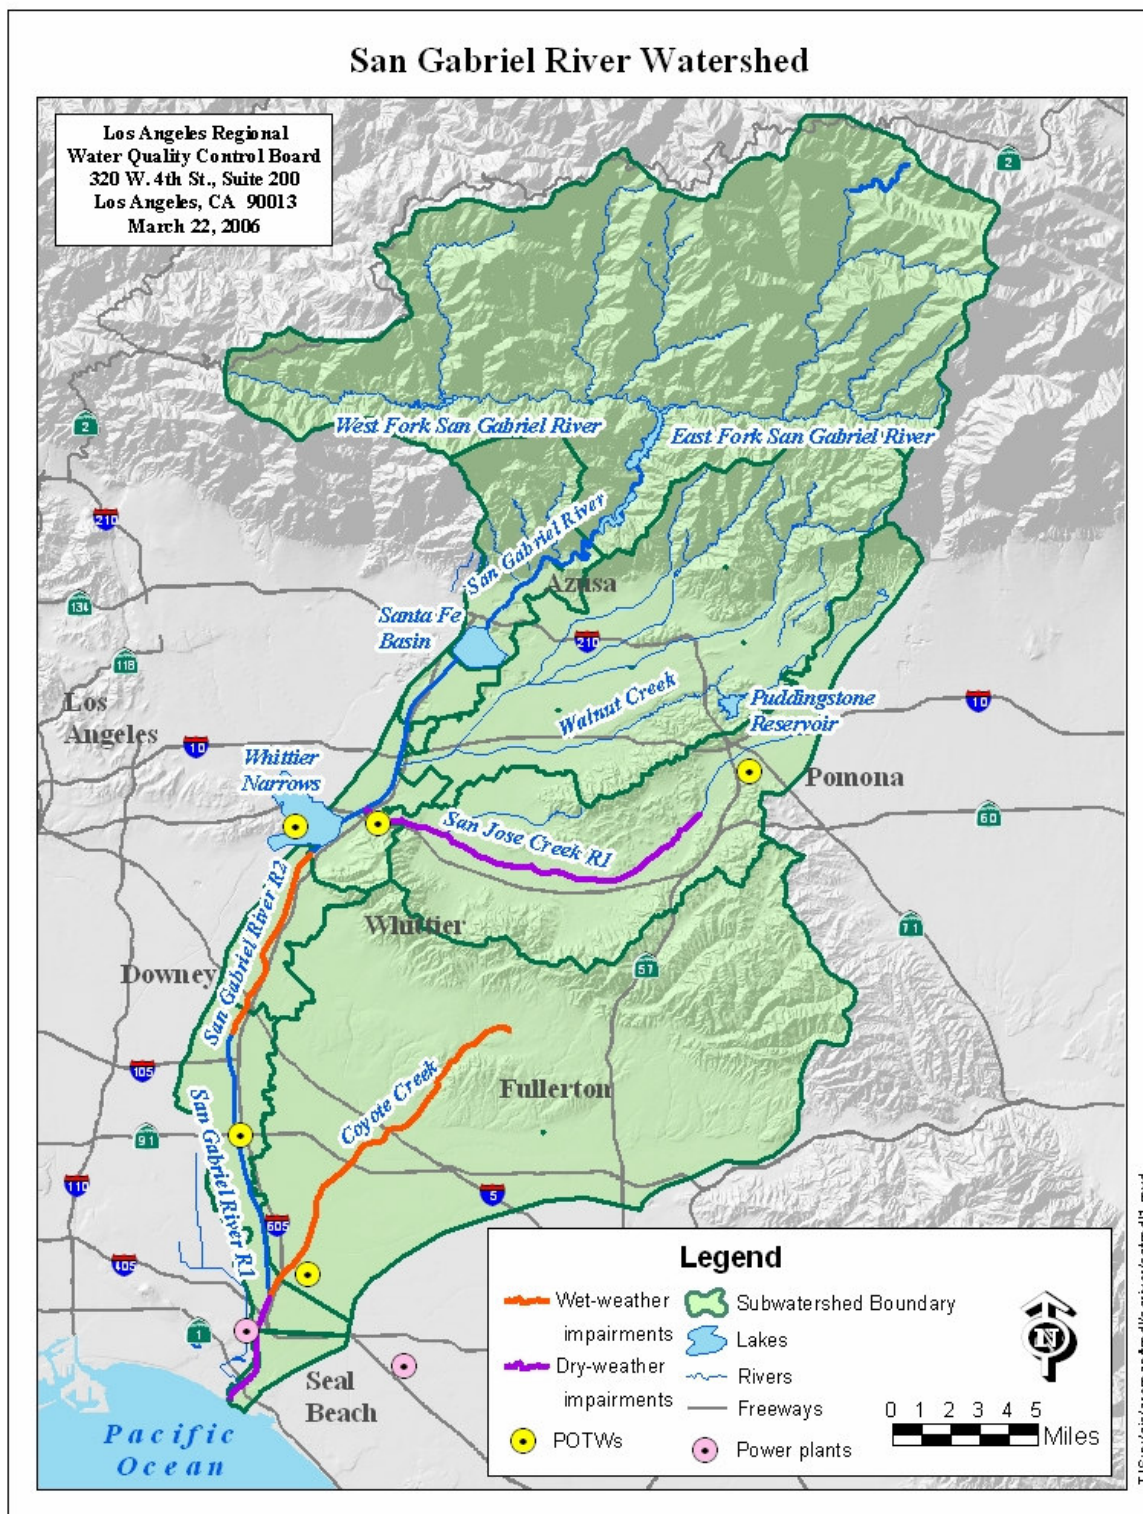 San Gabriel River Watershed
Los Angeles Regional
Water Quality Control Board
320 W. 4th St., Suite 200
Los Angeles, CA 90013
March 22, 2006
2
2
West Fork San Gabriel River
East Fork San Gabriel River
210
San Gabriel River
Azusa
134
Santa Fe
Basin
210
118
Walnut Creek
Puddingstone
Reservoir
10
Los
Angeles
10
Whittier
Narrows
Pomona
60
San Jose Creek R1
Whittier
71
San Gabriel River R2
Downey
57
105
Coyote Creek
Fullerton
San Gabriel River R1
91
110
5
605
405
1
Seal
Beach
Pacific
Ocean
Legend
Wet-weather
impairments
Dry-weather
impairments
POTWs
Subwatershed Boundary
Lakes
Rivers
Freeways
Power plants
N
0 1 2 3 4 5
Miles